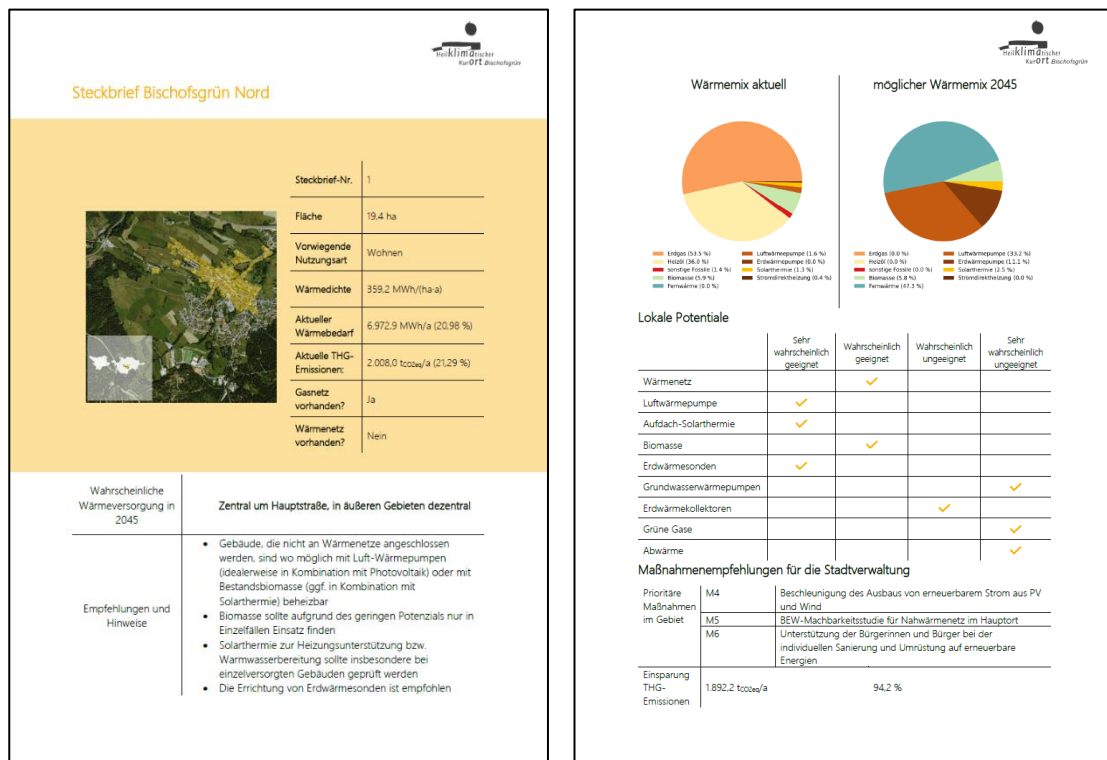 Heilklimatischer
Kurort Bischofsgrün
Steckbrief Bischofsgrün Nord
Steckbrief-Nr. 1
Fläche 19,4 ha
Vorwiegende
Nutzungsart Wohnen
Wärmedichte 359,2 MWh/(ha·a)
Aktueller
Wärmebedarf 6.972,9 MWh/a (20,98 %)
Aktuelle THG-
Emissionen: 2.008,0 tCO2eq/a (21,29 %)
Gasnetz
vorhanden? Ja
Wärmenetz
vorhanden? Nein
Wahrscheinliche
Wärmeversorgung in
2045
Zentral um Hauptstraße, in äußeren Gebieten dezentral
Empfehlungen und
Hinweise
• Gebäude, die nicht an Wärmenetze angeschlossen
werden, sind wo möglich mit Luft-Wärmepumpen
(idealerweise in Kombination mit Photovoltaik) oder mit
Bestandsbiomasse (ggf. in Kombination mit
Solarthermie) beheizbar
• Biomasse sollte aufgrund des geringen Potenzials nur in
Einzelfällen Einsatz finden
• Solarthermie zur Heizungsunterstützung bzw.
Warmwasserbereitung sollte insbesondere bei
einzelversorgten Gebäuden geprüft werden
• Die Errichtung von Erdwärmesonden ist empfohlen
Heilklimatischer
Kurort Bischofsgrün
Wärmemix aktuell
Erdgas (53.5 %) Luftwärmepumpe (1.6 %)
Heizöl (36.0 %) Erdwärmepumpe (0.0 %)
sonstige Fossile (1.4 %) Solarthermie (1.3 %)
Biomasse (5.9 %) Stromdirektheizung (0.4 %)
Fernwärme (0.0 %)
möglicher Wärmemix 2045
Erdgas (0.0 %) Luftwärmepumpe (33.2 %)
Heizöl (0.0 %) Erdwärmepumpe (11.1 %)
sonstige Fossile (0.0 %) Solarthermie (2.5 %)
Biomasse (5.8 %) Stromdirektheizung (0.0 %)
Fernwärme (47.3 %)
Lokale Potentiale
Sehr
wahrscheinlich
geeignet
Wahrscheinlich
geeignet
Wahrscheinlich
ungeeignet
Sehr
wahrscheinlich
ungeeignet
Wärmenetz ✓
Luftwärmepumpe ✓
Aufdach-Solarthermie ✓
Biomasse ✓
Erdwärmesonden ✓
Grundwasserwärmepumpen ✓
Erdwärmekollektoren ✓
Grüne Gase ✓
Abwärme ✓
Maßnahmenempfehlungen für die Stadtverwaltung
Prioritäre
Maßnahmen
im Gebiet
M4 Beschleunigung des Ausbaus von erneuerbarem Strom aus PV
und Wind
M5 BEW-Machbarkeitsstudie für Nahwärmenetz im Hauptort
M6 Unterstützung der Bürgerinnen und Bürger bei der
individuellen Sanierung und Umrüstung auf erneuerbare
Energien
Einsparung
THG-
Emissionen
1.892,2 tCO2eq/a 94,2 %